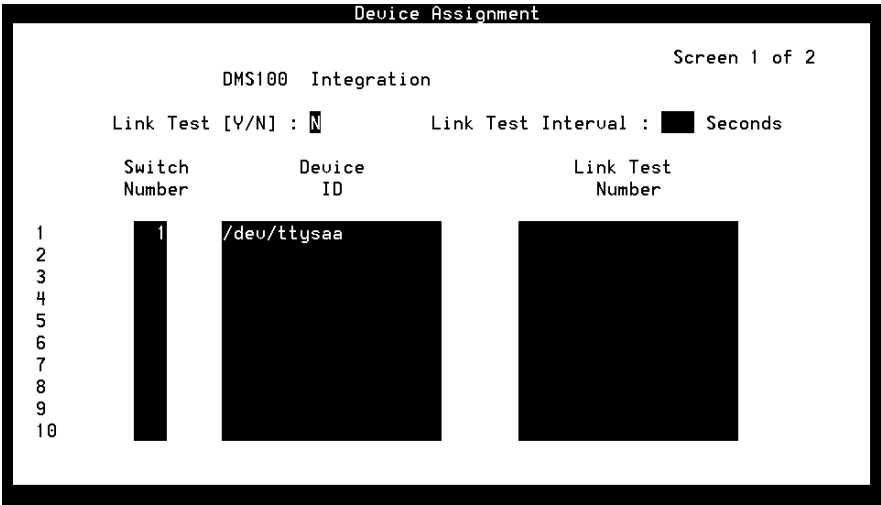 Device Assignment
Screen 1 of 2
DMS100 Integration
Link Test [Y/N] : N Link Test Interval : Seconds
Switch Device Link Test
Number ID Number
1 1 /dev/ttysaa
2
3
4
5
6
7
8
9
10